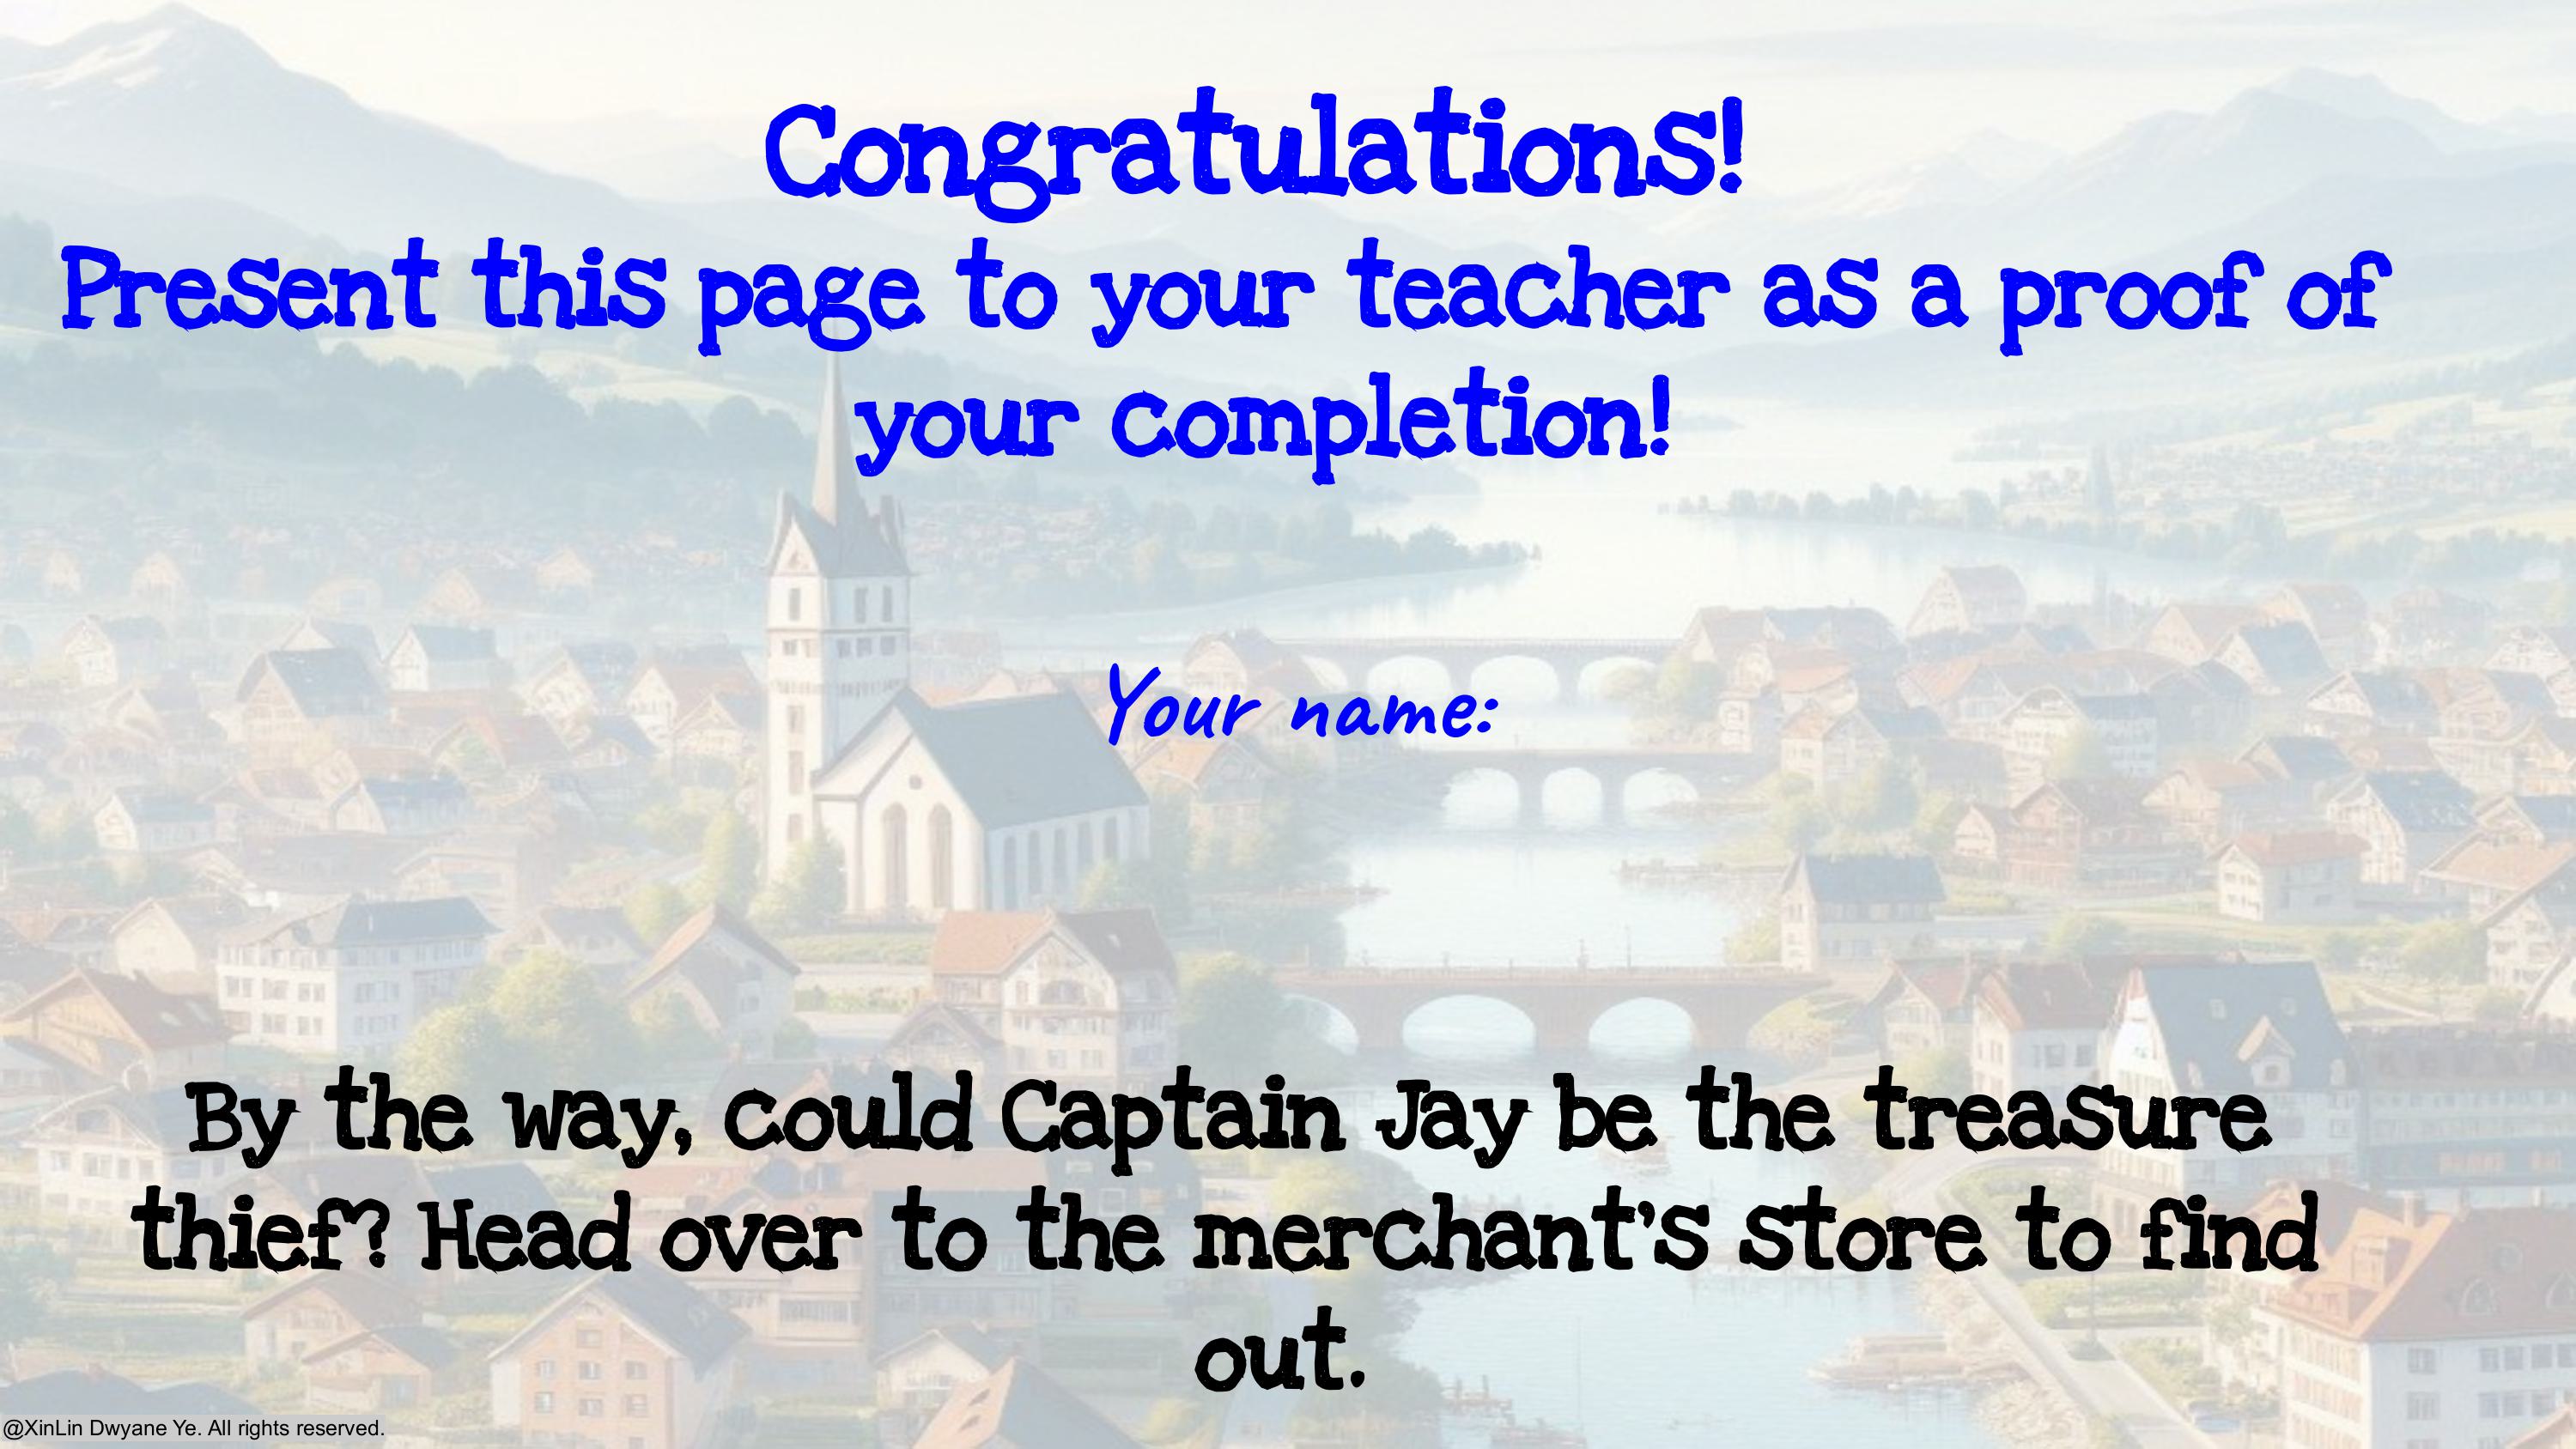 Congratulations!
Present this page to your teacher as a proof of
your completion!
Your name:
By the way, could Captain Jay be the treasure
thief? Head over to the merchant's store to find
out.
@XinLin Dwyane Ye. All rights reserved.